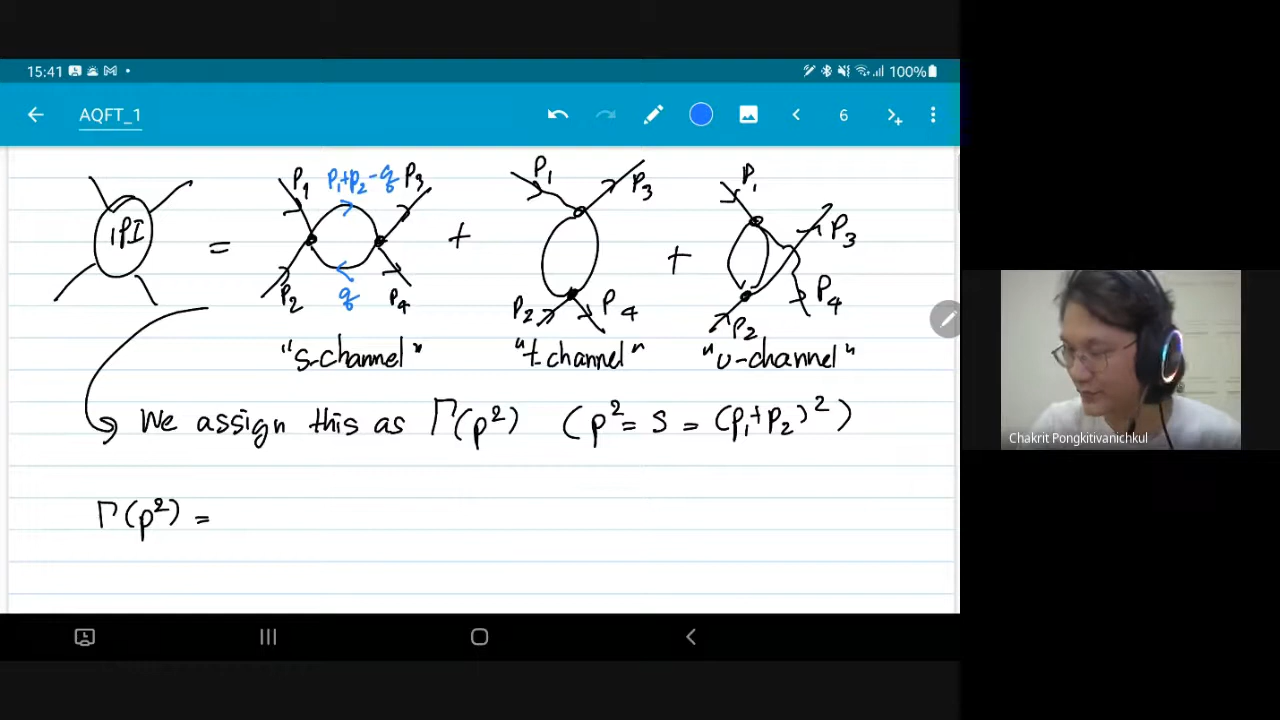 15:41
100%
AQFT_1
6
P1 P1+P2-q P3
P1
P3
P1
1PI
=
+
+
P3
P2
q
P4
P2
P4
P2
P4
"s-channel"
"t-channel"
"u-channel"
We assign this as Γ(p²) (p² = s = (p₁+p₂)²)
Γ(p²) =
Chakrit Pongkitivanichkul